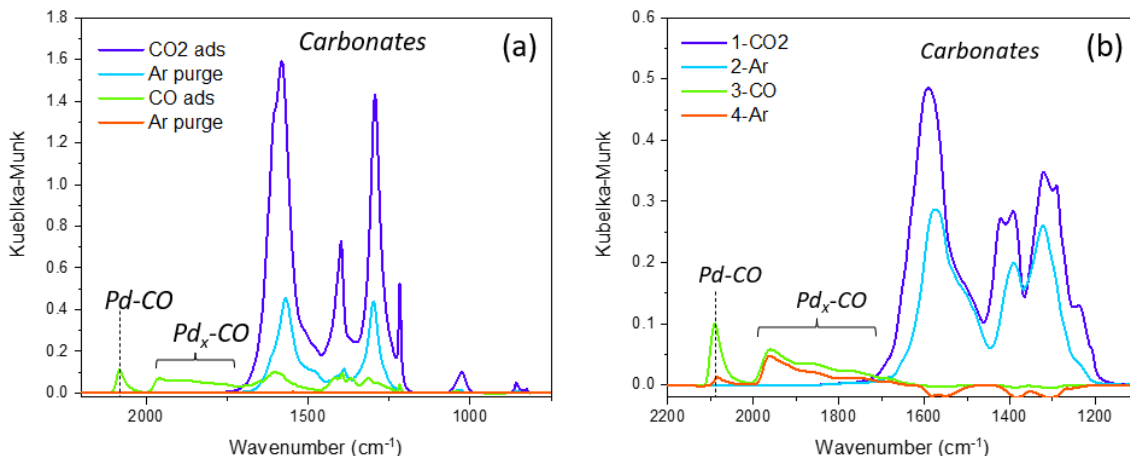 Carbonates
(a)
CO2 ads
Ar purge
CO ads
Ar purge
Pd-CO
Pdx-CO
1.8
1.6
1.4
1.2
1.0
0.8
0.6
0.4
0.2
0.0
Kueblka-Munk
2000
1500
1000
Wavenumber (cm-1)
(b)
1-CO2
2-Ar
3-CO
4-Ar
Carbonates
Pd-CO
Pdx-CO
0.6
0.5
0.4
0.3
0.2
0.1
0.0
Kubelka-Munk
2200
2000
1800
1600
1400
1200
Wavenumber (cm-1)